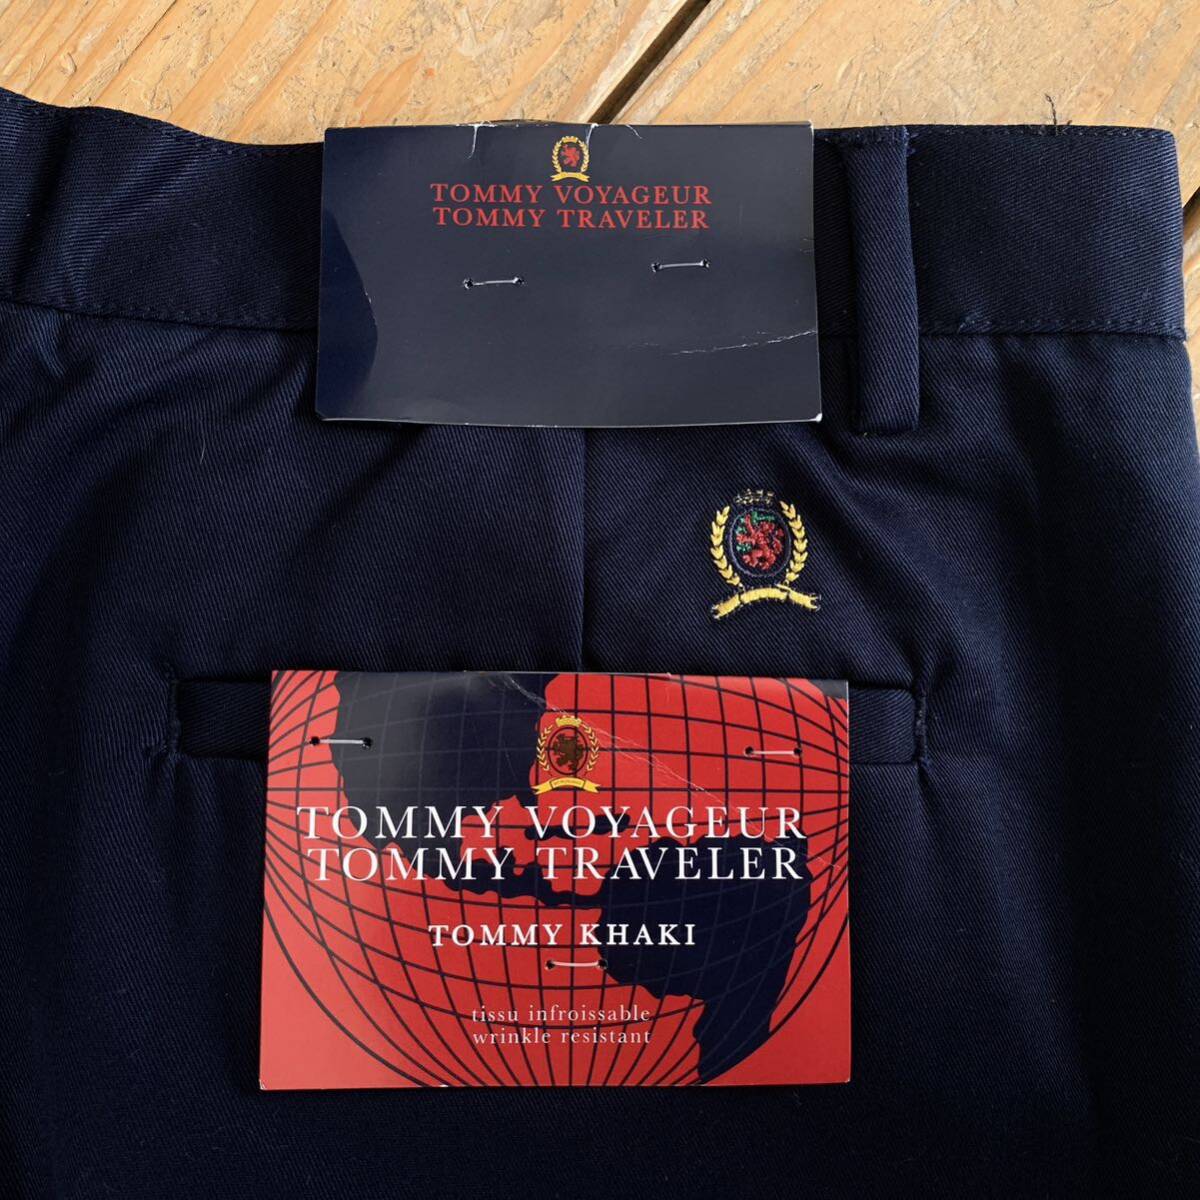 TOMMY VOYAGEUR
TOMMY TRAVELER
TOMMY VOYAGEUR
TOMMY TRAVELER
TOMMY KHAKI
tissu infroissable
wrinkle resistant